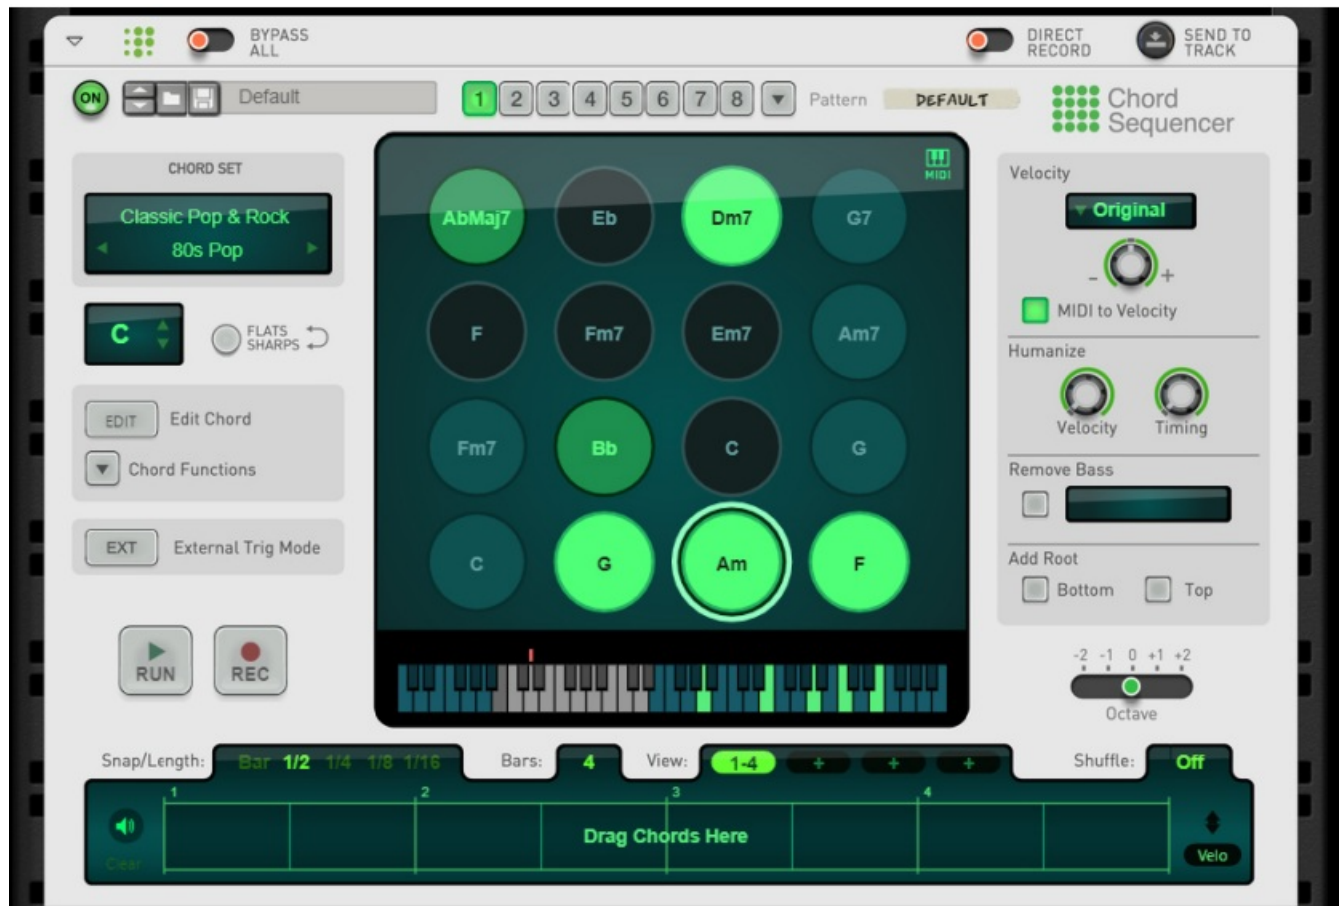 BYPASS
ALL
DIRECT
RECORD
SEND TO
TRACK
ON
Default
1 2 3 4 5 6 7 8
Pattern
DEFAULT
Chord
Sequencer
CHORD SET
Classic Pop & Rock
80s Pop
C
FLATS
SHARPS
EDIT
Edit Chord
Chord Functions
EXT
External Trig Mode
RUN
REC
MIDI
AbMaj7 Eb Dm7 G7
F Fm7 Em7 Am7
Fm7 Bb C G
C G Am F
Velocity
Original
- +
MIDI to Velocity
Humanize
Velocity Timing
Remove Bass
Add Root
Bottom Top
-2 -1 0 +1 +2
Octave
Snap/Length: Bar 1/2 1/4 1/8 1/16 Bars: 4 View: 1-4 + + + Shuffle: Off
1 2 3 4
Drag Chords Here
Clear
Velo